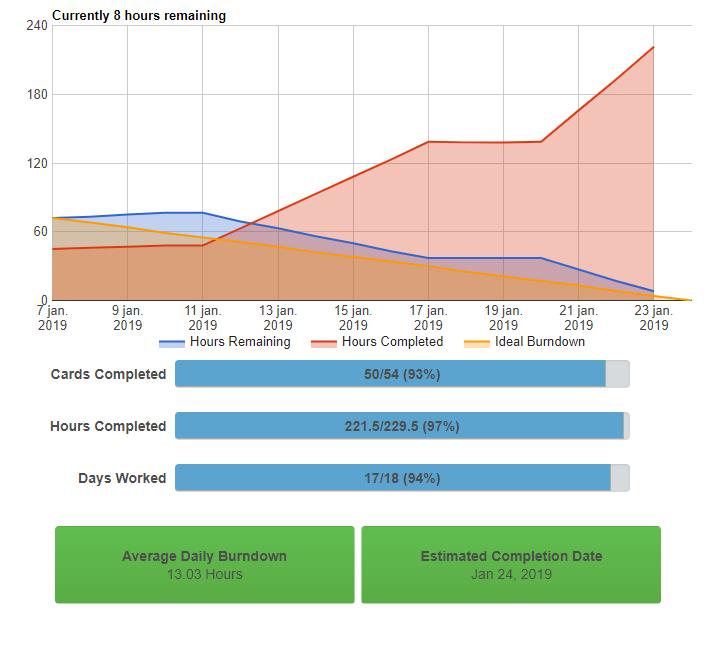 Currently 8 hours remaining
240
180
120
60
0
7 jan.
2019
9 jan.
2019
11 jan.
2019
13 jan.
2019
15 jan.
2019
17 jan.
2019
19 jan.
2019
21 jan.
2019
23 jan.
2019
Hours Remaining
Hours Completed
Ideal Burndown
Cards Completed
50/54 (93%)
Hours Completed
221.5/229.5 (97%)
Days Worked
17/18 (94%)
Average Daily Burndown
13.03 Hours
Estimated Completion Date
Jan 24, 2019